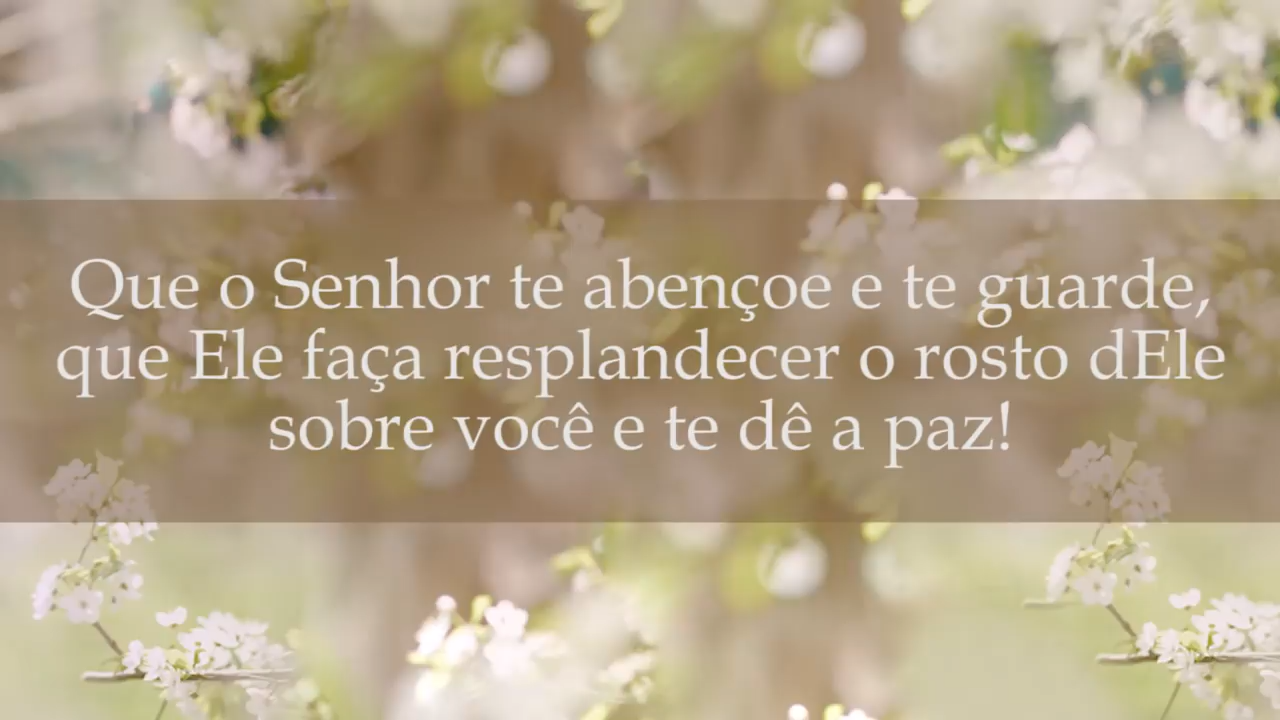 Que o Senhor te abençoe e te guarde,
que Ele faça resplandecer o rosto dEle
sobre você e te dê a paz!